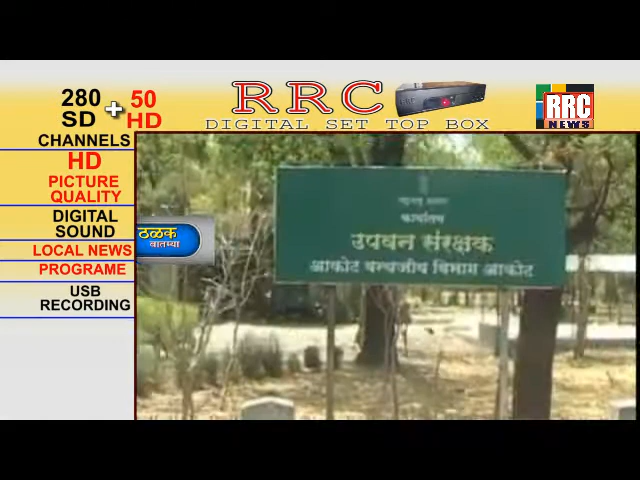 280
SD
+
50
HD
CHANNELS
HD
PICTURE
QUALITY
DIGITAL
SOUND
LOCAL NEWS
PROGRAME
USB
RECORDING
RRC
DIGITAL SET TOP BOX
RRC
NEWS
ठळक
बातम्या
कार्यालय
उपवन संरक्षक
आकोट वन्यजीव विभाग आकोट